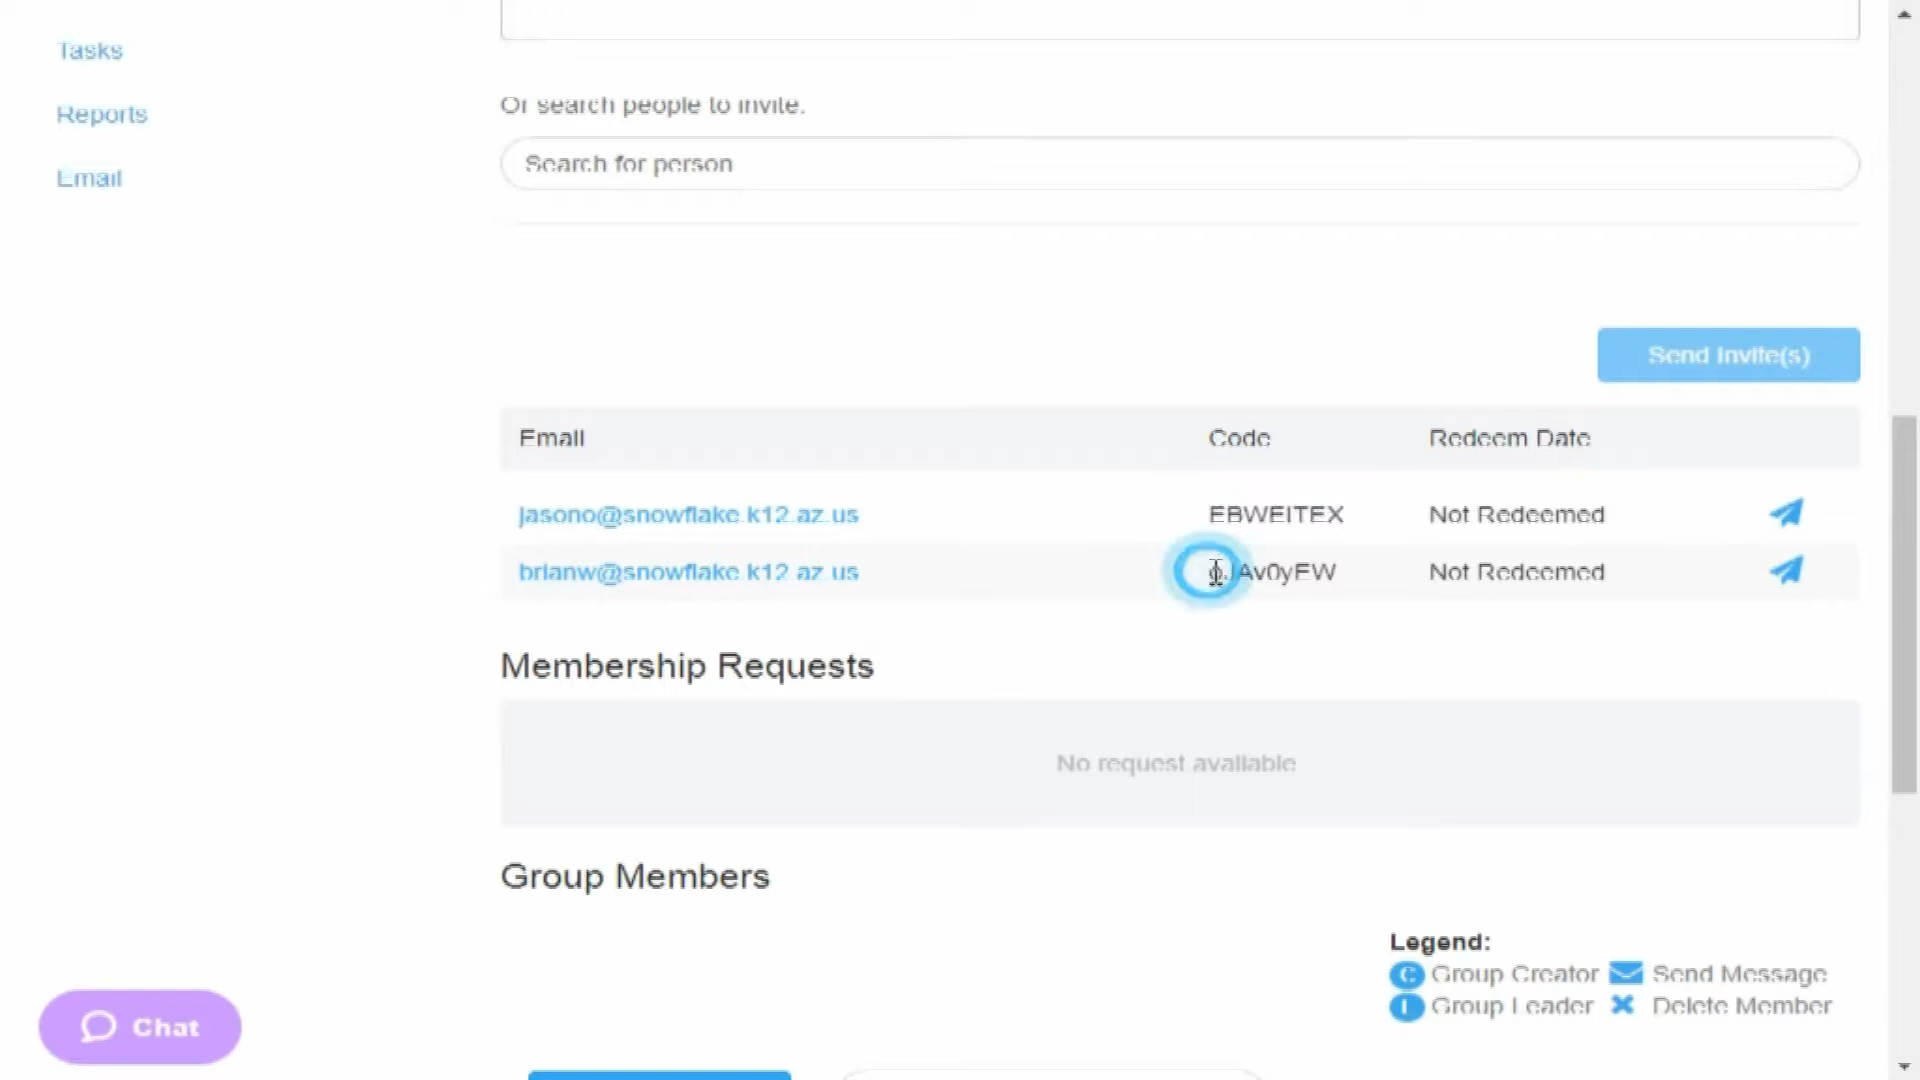 Tasks
Reports
Email
Or search people to invite.
Search for person
Send Invite(s)
Email Code Redeem Date
jasono@snowflake.k12.az.us EBWEITEX Not Redeemed
brianw@snowflake.k12.az.us Not Redeemed
Membership Requests
No request available
Group Members
Legend:
C Group Creator Send Message
L Group Leader Delete Member
Chat